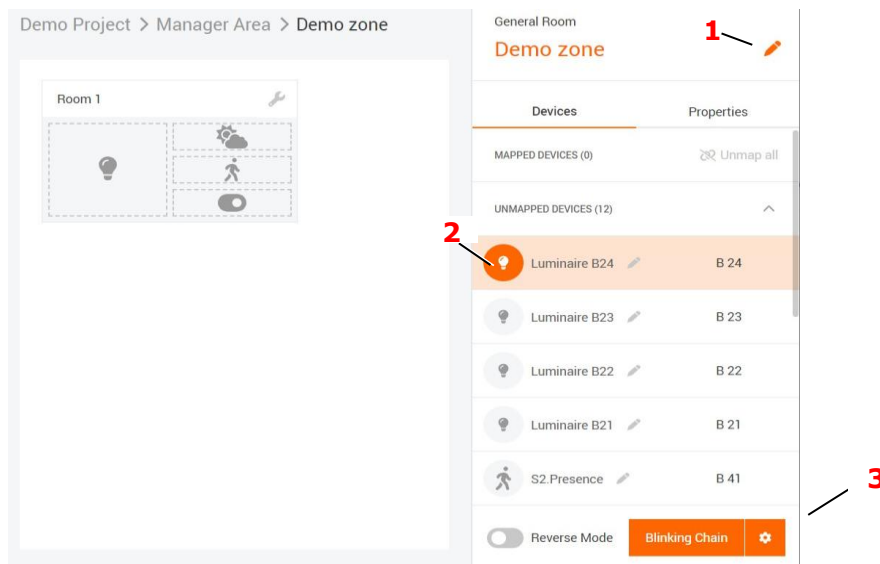 Demo Project > Manager Area > Demo zone
Room 1
General Room
1
Demo zone
Devices Properties
MAPPED DEVICES (0) Unmap all
UNMAPPED DEVICES (12)
2
Luminaire B24 B 24
Luminaire B23 B 23
Luminaire B22 B 22
Luminaire B21 B 21
S2.Presence B 41
3
Reverse Mode Blinking Chain